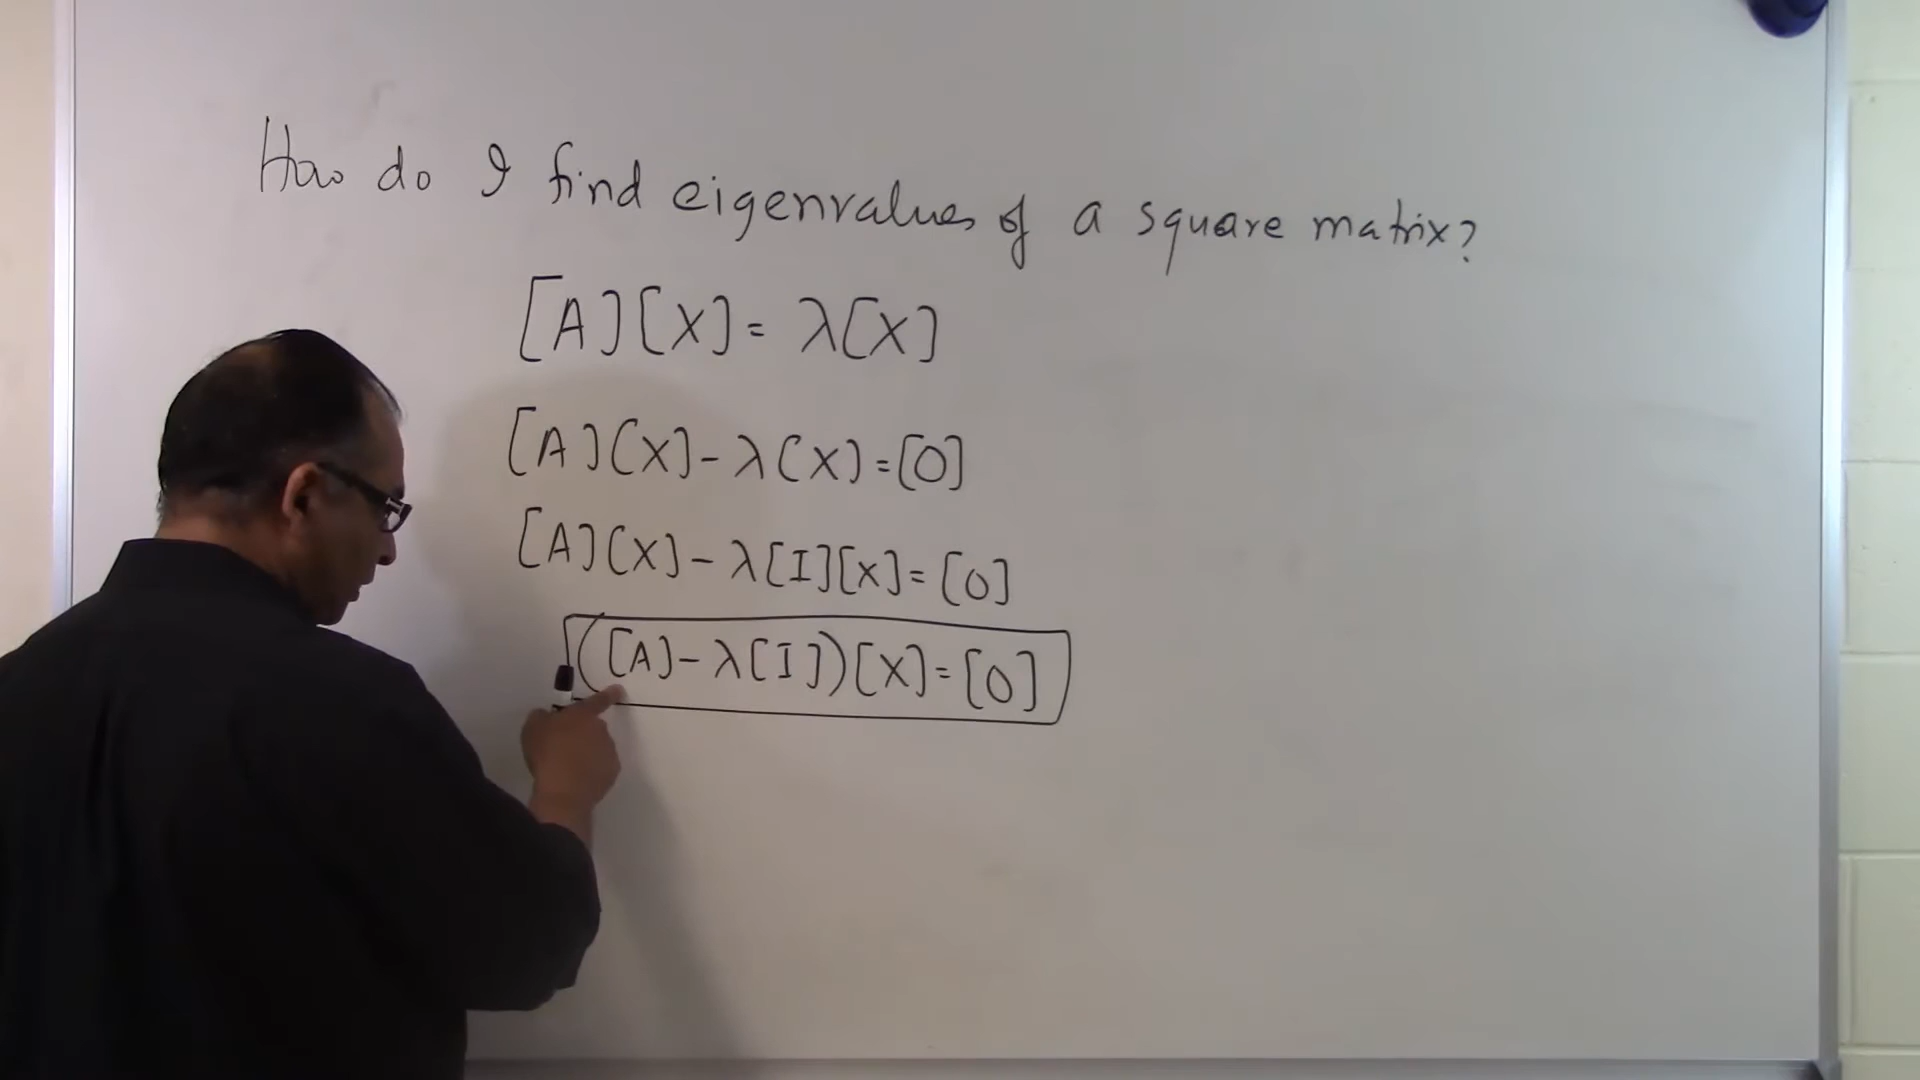 How do I find eigenvalues of a square matrix?
[A][X] = λ[X]
[A][X] - λ[X] = [0]
[A][X] - λ[I][X] = [0]
([A] - λ[I])[X] = [0]